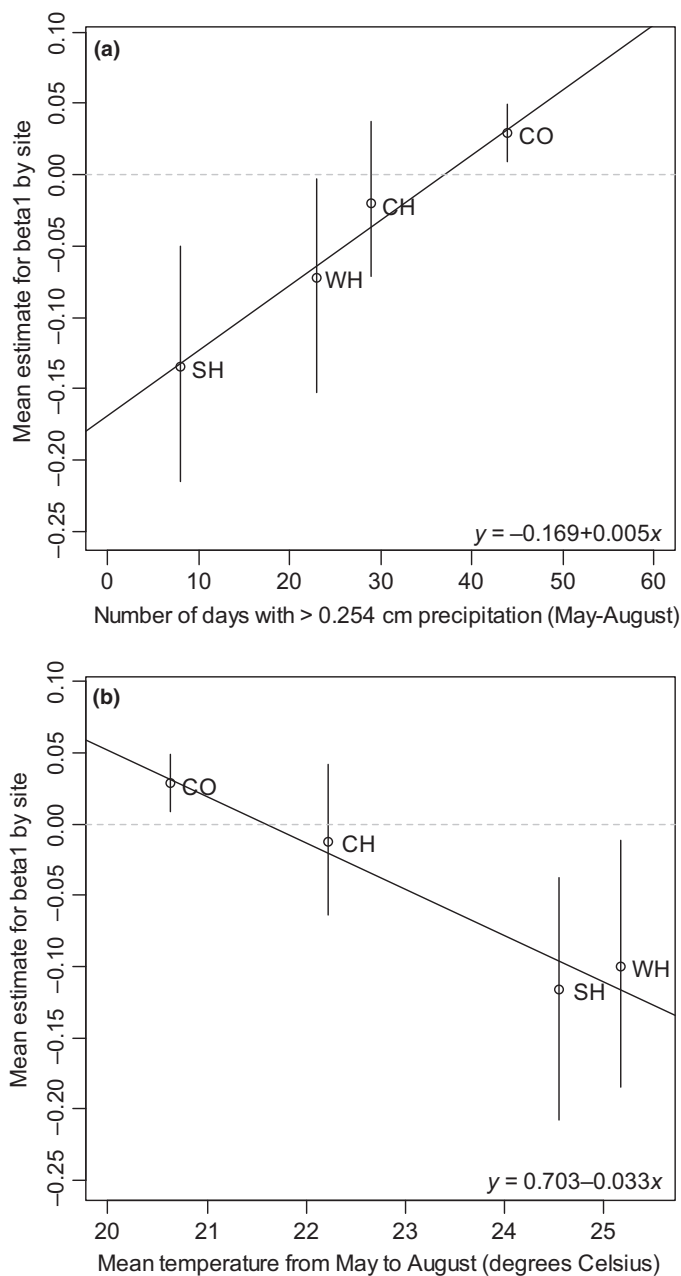 (a)
Mean estimate for beta1 by site
0.10
0.05
0.00
–0.05
–0.10
–0.15
–0.20
–0.25
CO
CH
WH
SH
y = –0.169+0.005x
0 10 20 30 40 50 60
Number of days with > 0.254 cm precipitation (May-August)
(b)
Mean estimate for beta1 by site
0.10
0.05
0.00
–0.05
–0.10
–0.15
–0.20
–0.25
CO
CH
WH
SH
y = 0.703–0.033x
20 21 22 23 24 25
Mean temperature from May to August (degrees Celsius)